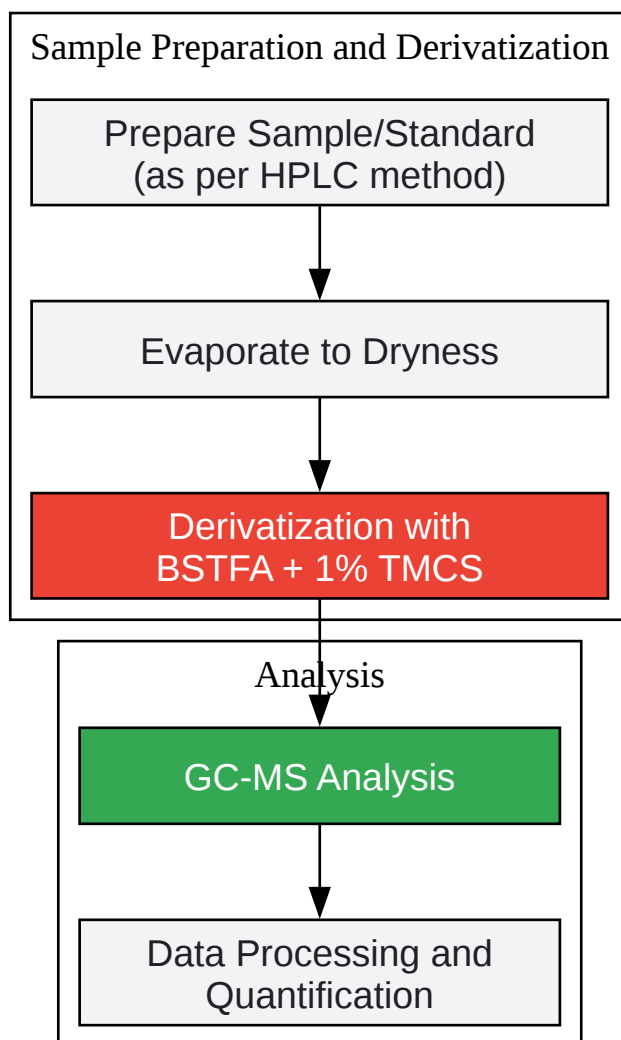 Sample Preparation and Derivatization
Prepare Sample/Standard
(as per HPLC method)
Evaporate to Dryness
Derivatization with
BSTFA + 1% TMCS
Analysis
GC-MS Analysis
Data Processing and
Quantification